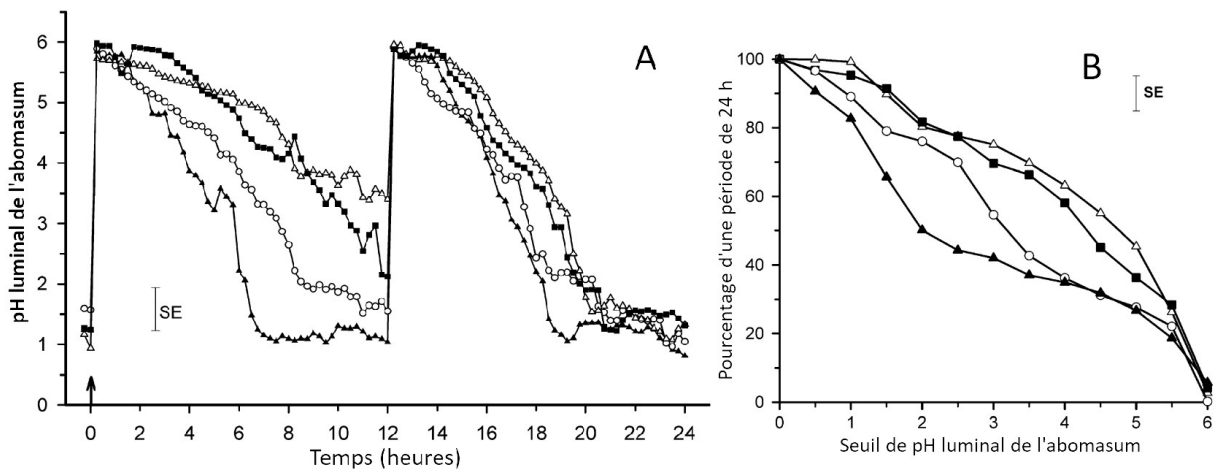 pH luminal de l'abomasum
6
5
4
3
2
1
0
A
SE
0 2 4 6 8 10 12 14 16 18 20 22 24
Temps (heures)
Pourcentage d'une période de 24 h
100
80
60
40
20
0
B
SE
0 1 2 3 4 5 6
Seuil de pH luminal de l'abomasum